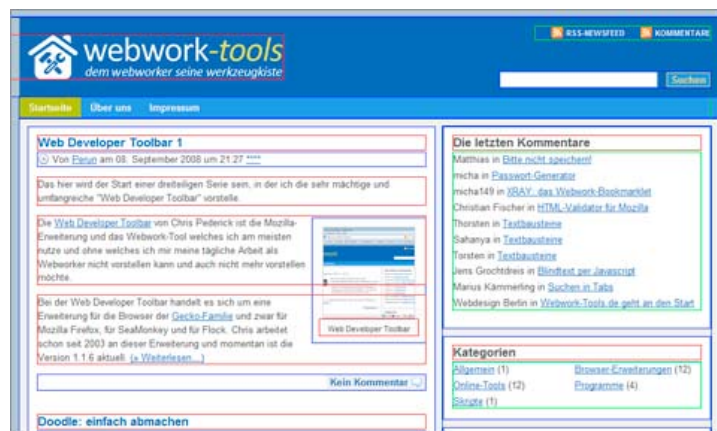 RSS-NEWSFEED KOMMENTARE
webwork-tools
dem webworker seine werkzeugkiste
Suchen
Startseite Über uns Impressum
Web Developer Toolbar 1
Von Perun am 08. September 2008 um 21:27 ****
Das hier wird der Start einer dreiteiligen Serie sein, in der ich die sehr mächtige und
umfangreiche "Web Developer Toolbar" vorstelle.
Die Web Developer Toolbar von Chris Pederick ist die Mozilla-
Erweiterung und das Webwork-Tool welches ich am meisten
nutze und ohne welches ich mir meine tägliche Arbeit als
Webworker nicht vorstellen kann und auch nicht mehr vorstellen
möchte.
Web Developer Toolbar
Bei der Web Developer Toolbar handelt es sich um eine
Erweiterung für die Browser der Gecko-Familie und zwar für
Mozilla Firefox, für SeaMonkey und für Flock. Chris arbeitet
schon seit 2003 an dieser Erweiterung und momentan ist die
Version 1.1.6 aktuell. (» Weiterlesen...)
Kein Kommentar
Doodle: einfach abmachen
Die letzten Kommentare
Matthias in Bitte nicht speichern!
micha in Passwort-Generator
micha149 in XRAY: das Webwork-Bookmarklet
Christian Fischer in HTML-Validator für Mozilla
Thorsten in Textbausteine
Sahanya in Textbausteine
Torsten in Textbausteine
Jens Grochtdreis in Blindtext per Javascript
Marius Kämmerling in Suchen in Tabs
Webdesign Berlin in Webwork-Tools.de geht an den Start
Kategorien
Allgemein (1) Browser-Erweiterungen (12)
Online-Tools (12) Programme (4)
Skripte (1)